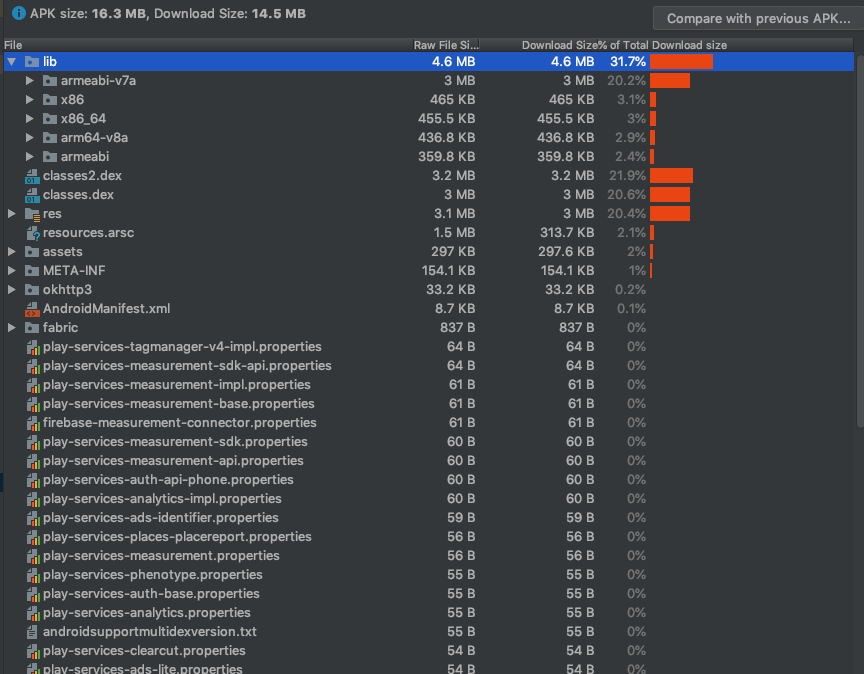 APK size: 16.3 MB, Download Size: 14.5 MB
Compare with previous APK...
File Raw File Si... Download Size % of Total Download size
lib 4.6 MB 4.6 MB 31.7%
armeabi-v7a 3 MB 3 MB 20.2%
x86 465 KB 465 KB 3.1%
x86_64 455.5 KB 455.5 KB 3%
arm64-v8a 436.8 KB 436.8 KB 2.9%
armeabi 359.8 KB 359.8 KB 2.4%
classes2.dex 3.2 MB 3.2 MB 21.9%
classes.dex 3 MB 3 MB 20.6%
res 3.1 MB 3 MB 20.4%
resources.arsc 1.5 MB 313.7 KB 2.1%
assets 297 KB 297.6 KB 2%
META-INF 154.1 KB 154.1 KB 1%
okhttp3 33.2 KB 33.2 KB 0.2%
AndroidManifest.xml 8.7 KB 8.7 KB 0.1%
fabric 837 B 837 B 0%
play-services-tagmanager-v4-impl.properties 64 B 64 B 0%
play-services-measurement-sdk-api.properties 64 B 64 B 0%
play-services-measurement-impl.properties 61 B 61 B 0%
play-services-measurement-base.properties 61 B 61 B 0%
firebase-measurement-connector.properties 61 B 61 B 0%
play-services-measurement-sdk.properties 60 B 60 B 0%
play-services-measurement-api.properties 60 B 60 B 0%
play-services-auth-api-phone.properties 60 B 60 B 0%
play-services-analytics-impl.properties 60 B 60 B 0%
play-services-ads-identifier.properties 59 B 59 B 0%
play-services-places-placereport.properties 56 B 56 B 0%
play-services-measurement.properties 56 B 56 B 0%
play-services-phenotype.properties 55 B 55 B 0%
play-services-auth-base.properties 55 B 55 B 0%
play-services-analytics.properties 55 B 55 B 0%
androidsupportmultidexversion.txt 55 B 55 B 0%
play-services-clearcut.properties 54 B 54 B 0%
play-services-ads-lite.properties 54 B 54 B 0%